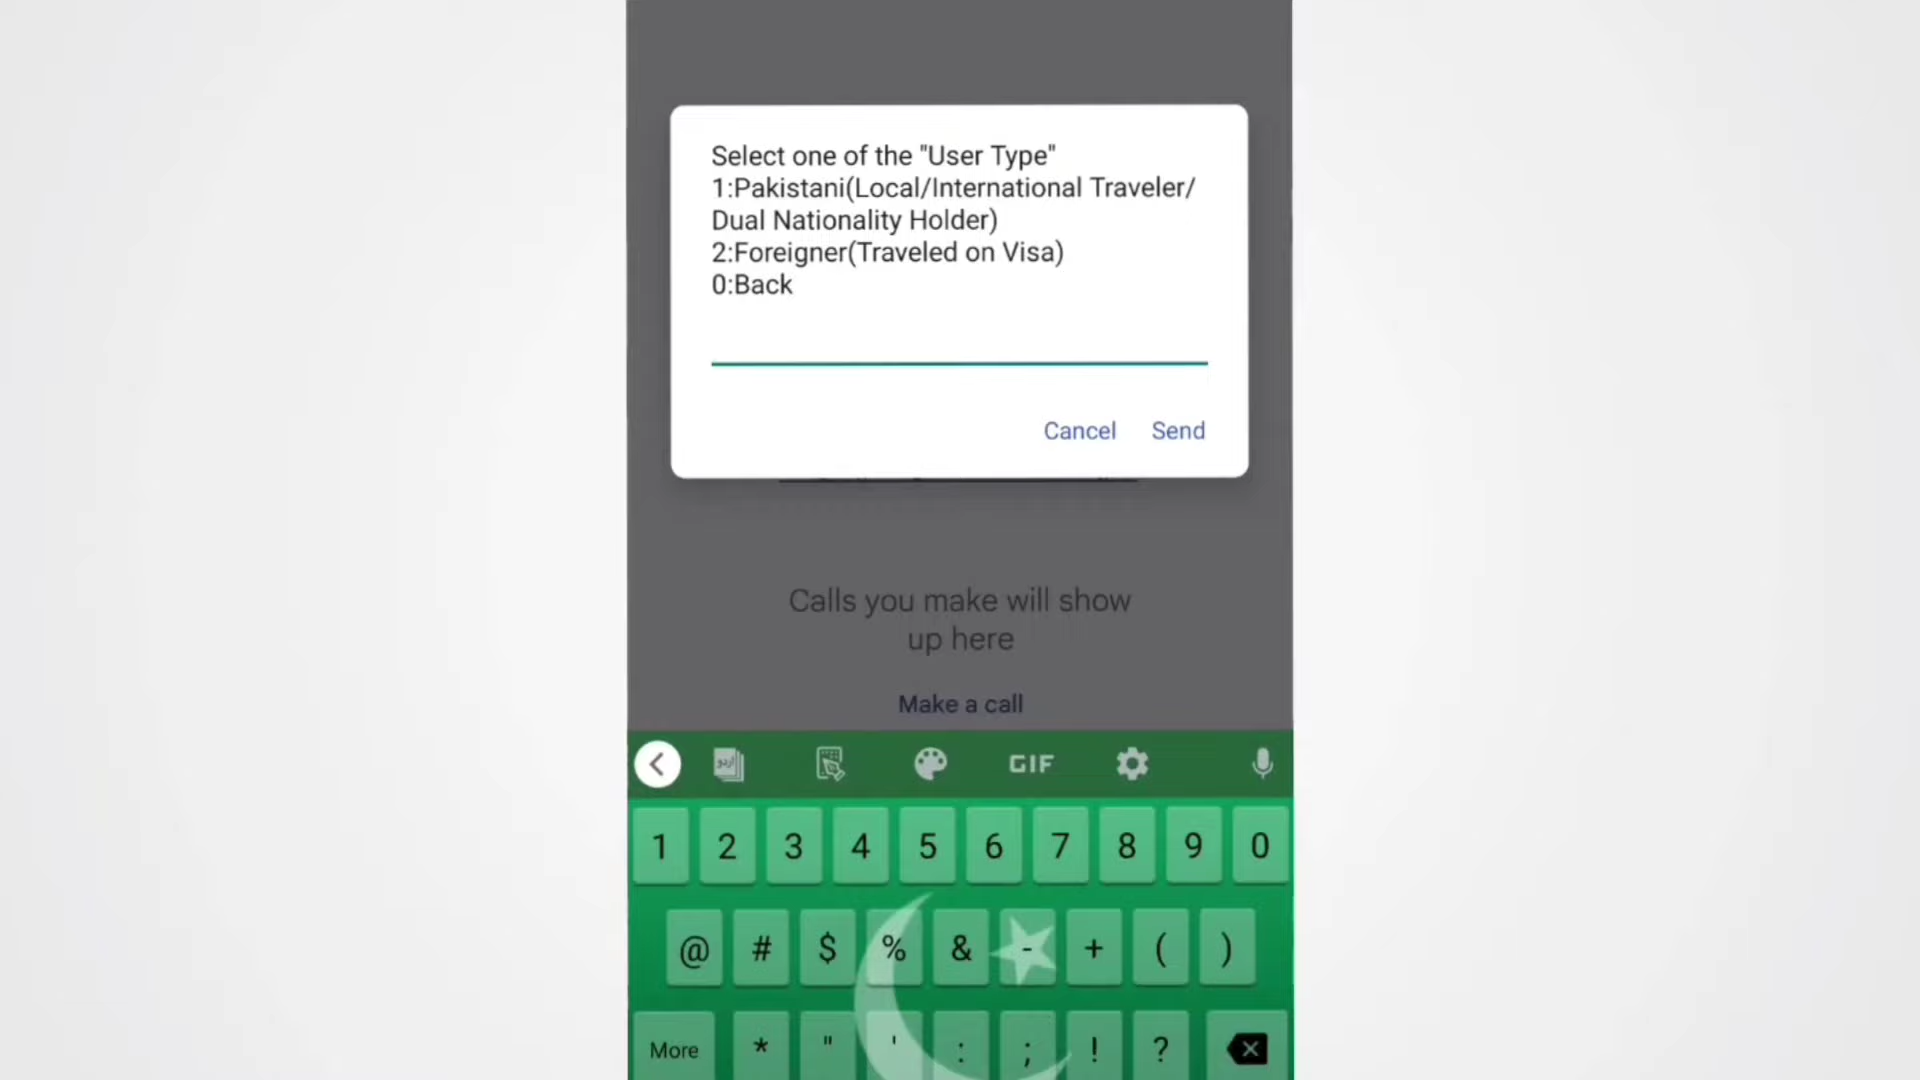 Select one of the "User Type"
1:Pakistani(Local/International Traveler/
Dual Nationality Holder)
2:Foreigner(Traveled on Visa)
0:Back
Cancel Send
Calls you make will show
up here
Make a call
اردو GIF
1 2 3 4 5 6 7 8 9 0
@ # $ % & - + ( )
More * " ' : ; ! ?